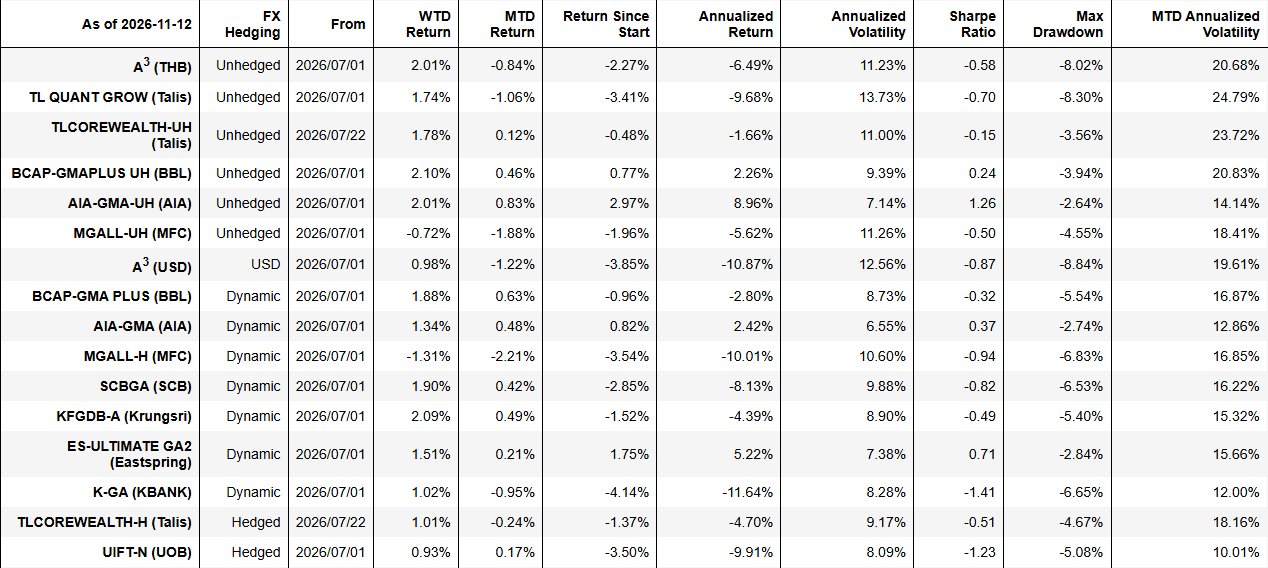 As of 2026-11-12 FX Hedging From WTD Return MTD Return Return Since Start Annualized Return Annualized Volatility Sharpe Ratio Max Drawdown MTD Annualized Volatility
A3 (THB) Unhedged 2026/07/01 2.01% -0.84% -2.27% -6.49% 11.23% -0.58 -8.02% 20.68%
TL QUANT GROW (Talis) Unhedged 2026/07/01 1.74% -1.06% -3.41% -9.68% 13.73% -0.70 -8.30% 24.79%
TLCOREWEALTH-UH (Talis) Unhedged 2026/07/22 1.78% 0.12% -0.48% -1.66% 11.00% -0.15 -3.56% 23.72%
BCAP-GMAPLUS UH (BBL) Unhedged 2026/07/01 2.10% 0.46% 0.77% 2.26% 9.39% 0.24 -3.94% 20.83%
AIA-GMA-UH (AIA) Unhedged 2026/07/01 2.01% 0.83% 2.97% 8.96% 7.14% 1.26 -2.64% 14.14%
MGALL-UH (MFC) Unhedged 2026/07/01 -0.72% -1.88% -1.96% -5.62% 11.26% -0.50 -4.55% 18.41%
A3 (USD) USD 2026/07/01 0.98% -1.22% -3.85% -10.87% 12.56% -0.87 -8.84% 19.61%
BCAP-GMA PLUS (BBL) Dynamic 2026/07/01 1.88% 0.63% -0.96% -2.80% 8.73% -0.32 -5.54% 16.87%
AIA-GMA (AIA) Dynamic 2026/07/01 1.34% 0.48% 0.82% 2.42% 6.55% 0.37 -2.74% 12.86%
MGALL-H (MFC) Dynamic 2026/07/01 -1.31% -2.21% -3.54% -10.01% 10.60% -0.94 -6.83% 16.85%
SCBGA (SCB) Dynamic 2026/07/01 1.90% 0.42% -2.85% -8.13% 9.88% -0.82 -6.53% 16.22%
KFGDB-A (Krungsri) Dynamic 2026/07/01 2.09% 0.49% -1.52% -4.39% 8.90% -0.49 -5.40% 15.32%
ES-ULTIMATE GA2 (Eastspring) Dynamic 2026/07/01 1.51% 0.21% 1.75% 5.22% 7.38% 0.71 -2.84% 15.66%
K-GA (KBANK) Dynamic 2026/07/01 1.02% -0.95% -4.14% -11.64% 8.28% -1.41 -6.65% 12.00%
TLCOREWEALTH-H (Talis) Hedged 2026/07/22 1.01% -0.24% -1.37% -4.70% 9.17% -0.51 -4.67% 18.16%
UIFT-N (UOB) Hedged 2026/07/01 0.93% 0.17% -3.50% -9.91% 8.09% -1.23 -5.08% 10.01%